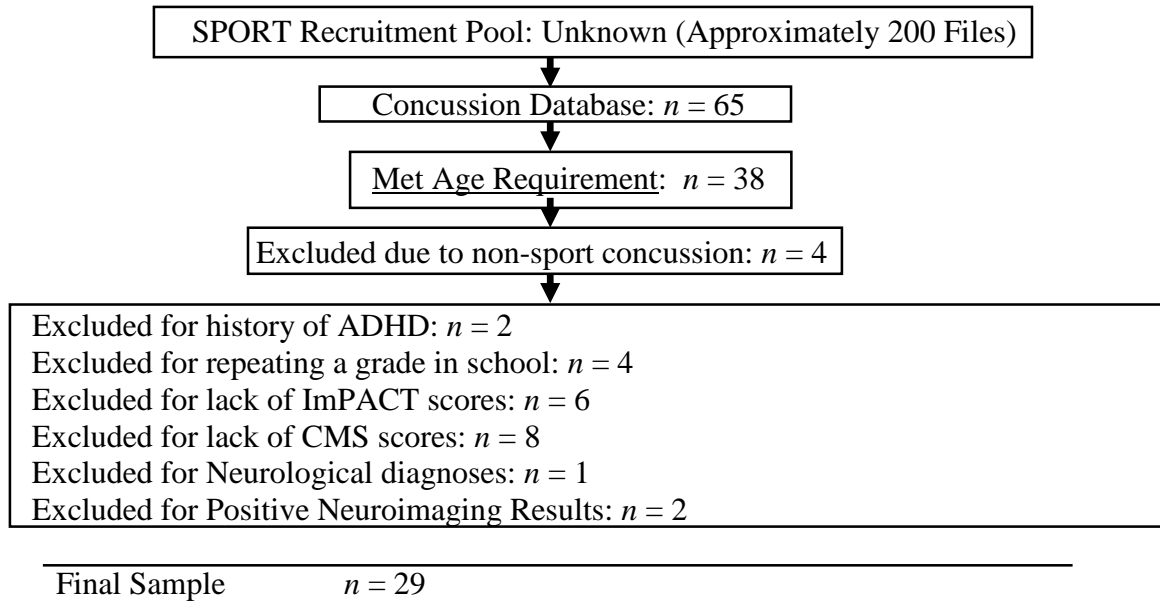 SPORT Recruitment Pool: Unknown (Approximately 200 Files)
Concussion Database: n = 65
Met Age Requirement: n = 38
Excluded due to non-sport concussion: n = 4
Excluded for history of ADHD: n = 2
Excluded for repeating a grade in school: n = 4
Excluded for lack of ImPACT scores: n = 6
Excluded for lack of CMS scores: n = 8
Excluded for Neurological diagnoses: n = 1
Excluded for Positive Neuroimaging Results: n = 2
Final Sample n = 29